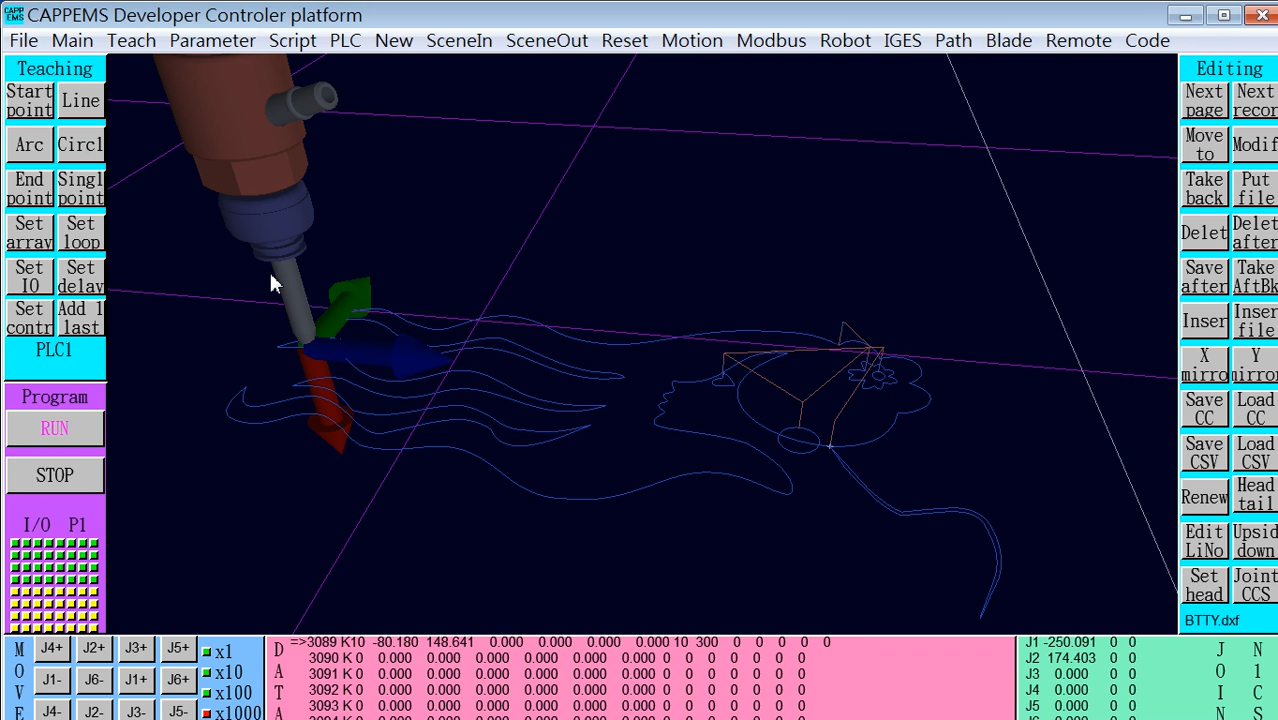 CAPP EMS CAPPEMS Developer Controler platform
File Main Teach Parameter Script PLC New SceneIn SceneOut Reset Motion Modbus Robot IGES Path Blade Remote Code
Teaching
Start point Line
Arc Circl
End point Singl point
Set array Set loop
Set IO Set delay
Set contr Add 1 last
PLC1
Program
RUN
STOP
I/O P1
Editing
Next page Next recor
Move to Modif
Take back Put file
Delet Delet after
Save after Take AftBk
Inser Inser file
X mirro Y mirro
Save CC Load CC
Save CSV Load CSV
Renew Head tail
Edit LiNo Upsid down
Set head Joint CCS
BTTY.dxf
M O V E
J4+ J2+ J3+ J5+
J1- J6- J1+ J6+
J4- J2- J3- J5-
x1
x10
x100
x1000
D A T A
=>3089 K10 -80.180 148.641 0.000 0.000 0.000 0.000 10 300 0 0 0 0 0
3090 K 0 0.000 0.000 0.000 0.000 0.000 0.000 0 0 0 0 0 0
3091 K 0 0.000 0.000 0.000 0.000 0.000 0.000 0 0 0 0 0 0
3092 K 0 0.000 0.000 0.000 0.000 0.000 0.000 0 0 0 0 0 0
3093 K 0 0.000 0.000 0.000 0.000 0.000 0.000 0 0 0 0 0 0
J1 -250.091 0 0
J2 174.403 0 0
J3 0.000 0 0
J4 0.000 0 0
J5 0.000 0 0
J O I N
N 1 C S